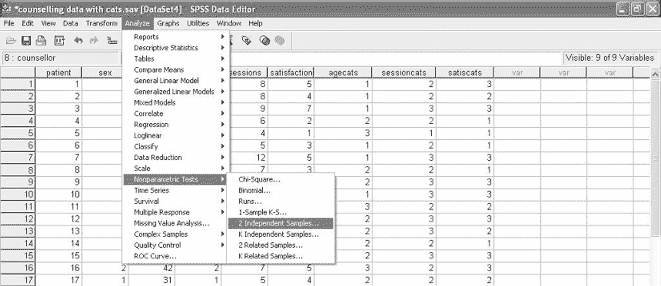 *counselling data with cats.sav [DataSet4] - SPSS Data Editor
File Edit View Data Transform Analyze Graphs Utilities Window Help
8 : counsellor Visible: 9 of 9 Variables
patient sex sessions satisfaction agecats sessioncats satiscats var var var
1 1 8 5 1 2 3
2 2 8 4 1 2 2
3 3 9 7 1 3 3
4 4 6 2 2 2 1
5 5 4 1 3 1 1
6 6
7 7 12 5 1 3 3
8 8 7 3 2 2 1
9 9 2 3 3
10 10 1 3 3
11 11 2 3
12 12 3 3
13 13 3 3
14 14 2 1
15 15 2 2
16 16 2 42 2 7 5 3 2 3
17 17 1 31 1 5 4 2 2 2
Reports
Descriptive Statistics
Tables
Compare Means
General Linear Model
Generalized Linear Models
Mixed Models
Correlate
Regression
Loglinear
Classify
Data Reduction
Scale
Nonparametric Tests
Time Series
Survival
Multiple Response
Missing Value Analysis...
Complex Samples
Quality Control
ROC Curve...
Chi-Square...
Binomial...
Runs...
1-Sample K-S...
2 Independent Samples...
K Independent Samples...
2 Related Samples...
K Related Samples...